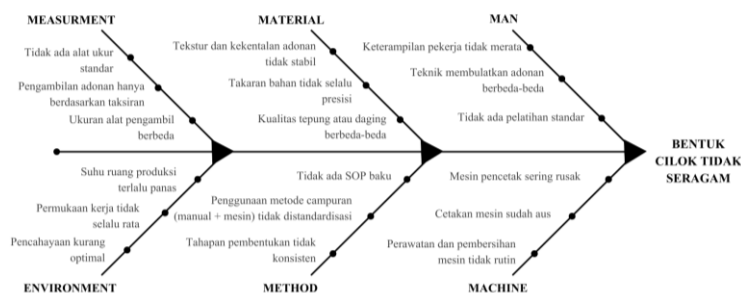 MEASURMENT
Tidak ada alat ukur
standar
Pengambilan adonan hanya
berdasarkan taksiran
Ukuran alat pengambil
berbeda
MATERIAL
Tekstur dan kekentalan adonan
tidak stabil
Takaran bahan tidak selalu
presisi
Kualitas tepung atau daging
berbeda-beda
MAN
Keterampilan pekerja tidak merata
Teknik membulatkan adonan
berbeda-beda
Tidak ada pelatihan standar
BENTUK
CILOK TIDAK
SERAGAM
Suhu ruang produksi
terlalu panas
Permukaan kerja tidak
selalu rata
Pencahayaan kurang
optimal
ENVIRONMENT
Tidak ada SOP baku
Penggunaan metode campuran
(manual + mesin) tidak distandardisasi
Tahapan pembentukan tidak
konsisten
METHOD
Mesin pencetak sering rusak
Cetakan mesin sudah aus
Perawatan dan pembersihan
mesin tidak rutin
MACHINE